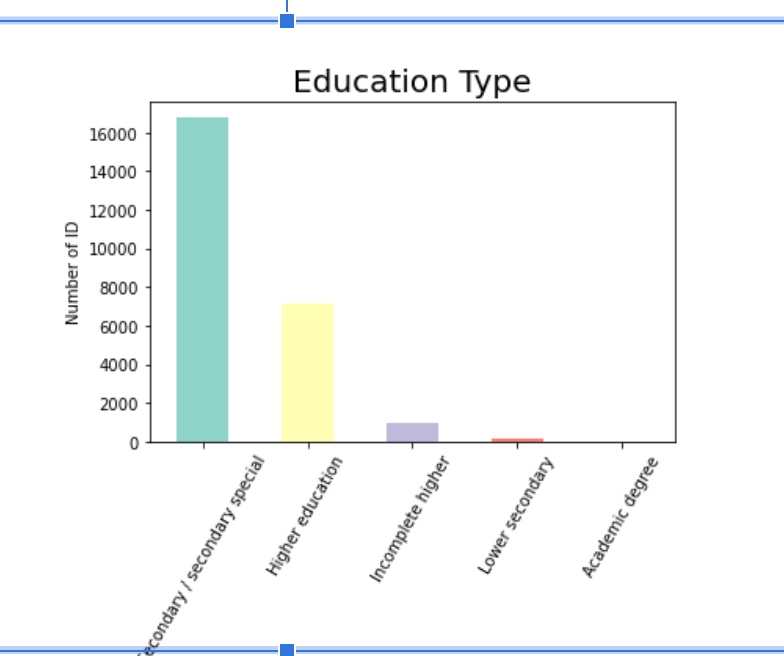 Education Type
Number of ID
16000
14000
12000
10000
8000
6000
4000
2000
0
Secondary / secondary special
Higher education
Incomplete higher
Lower secondary
Academic degree